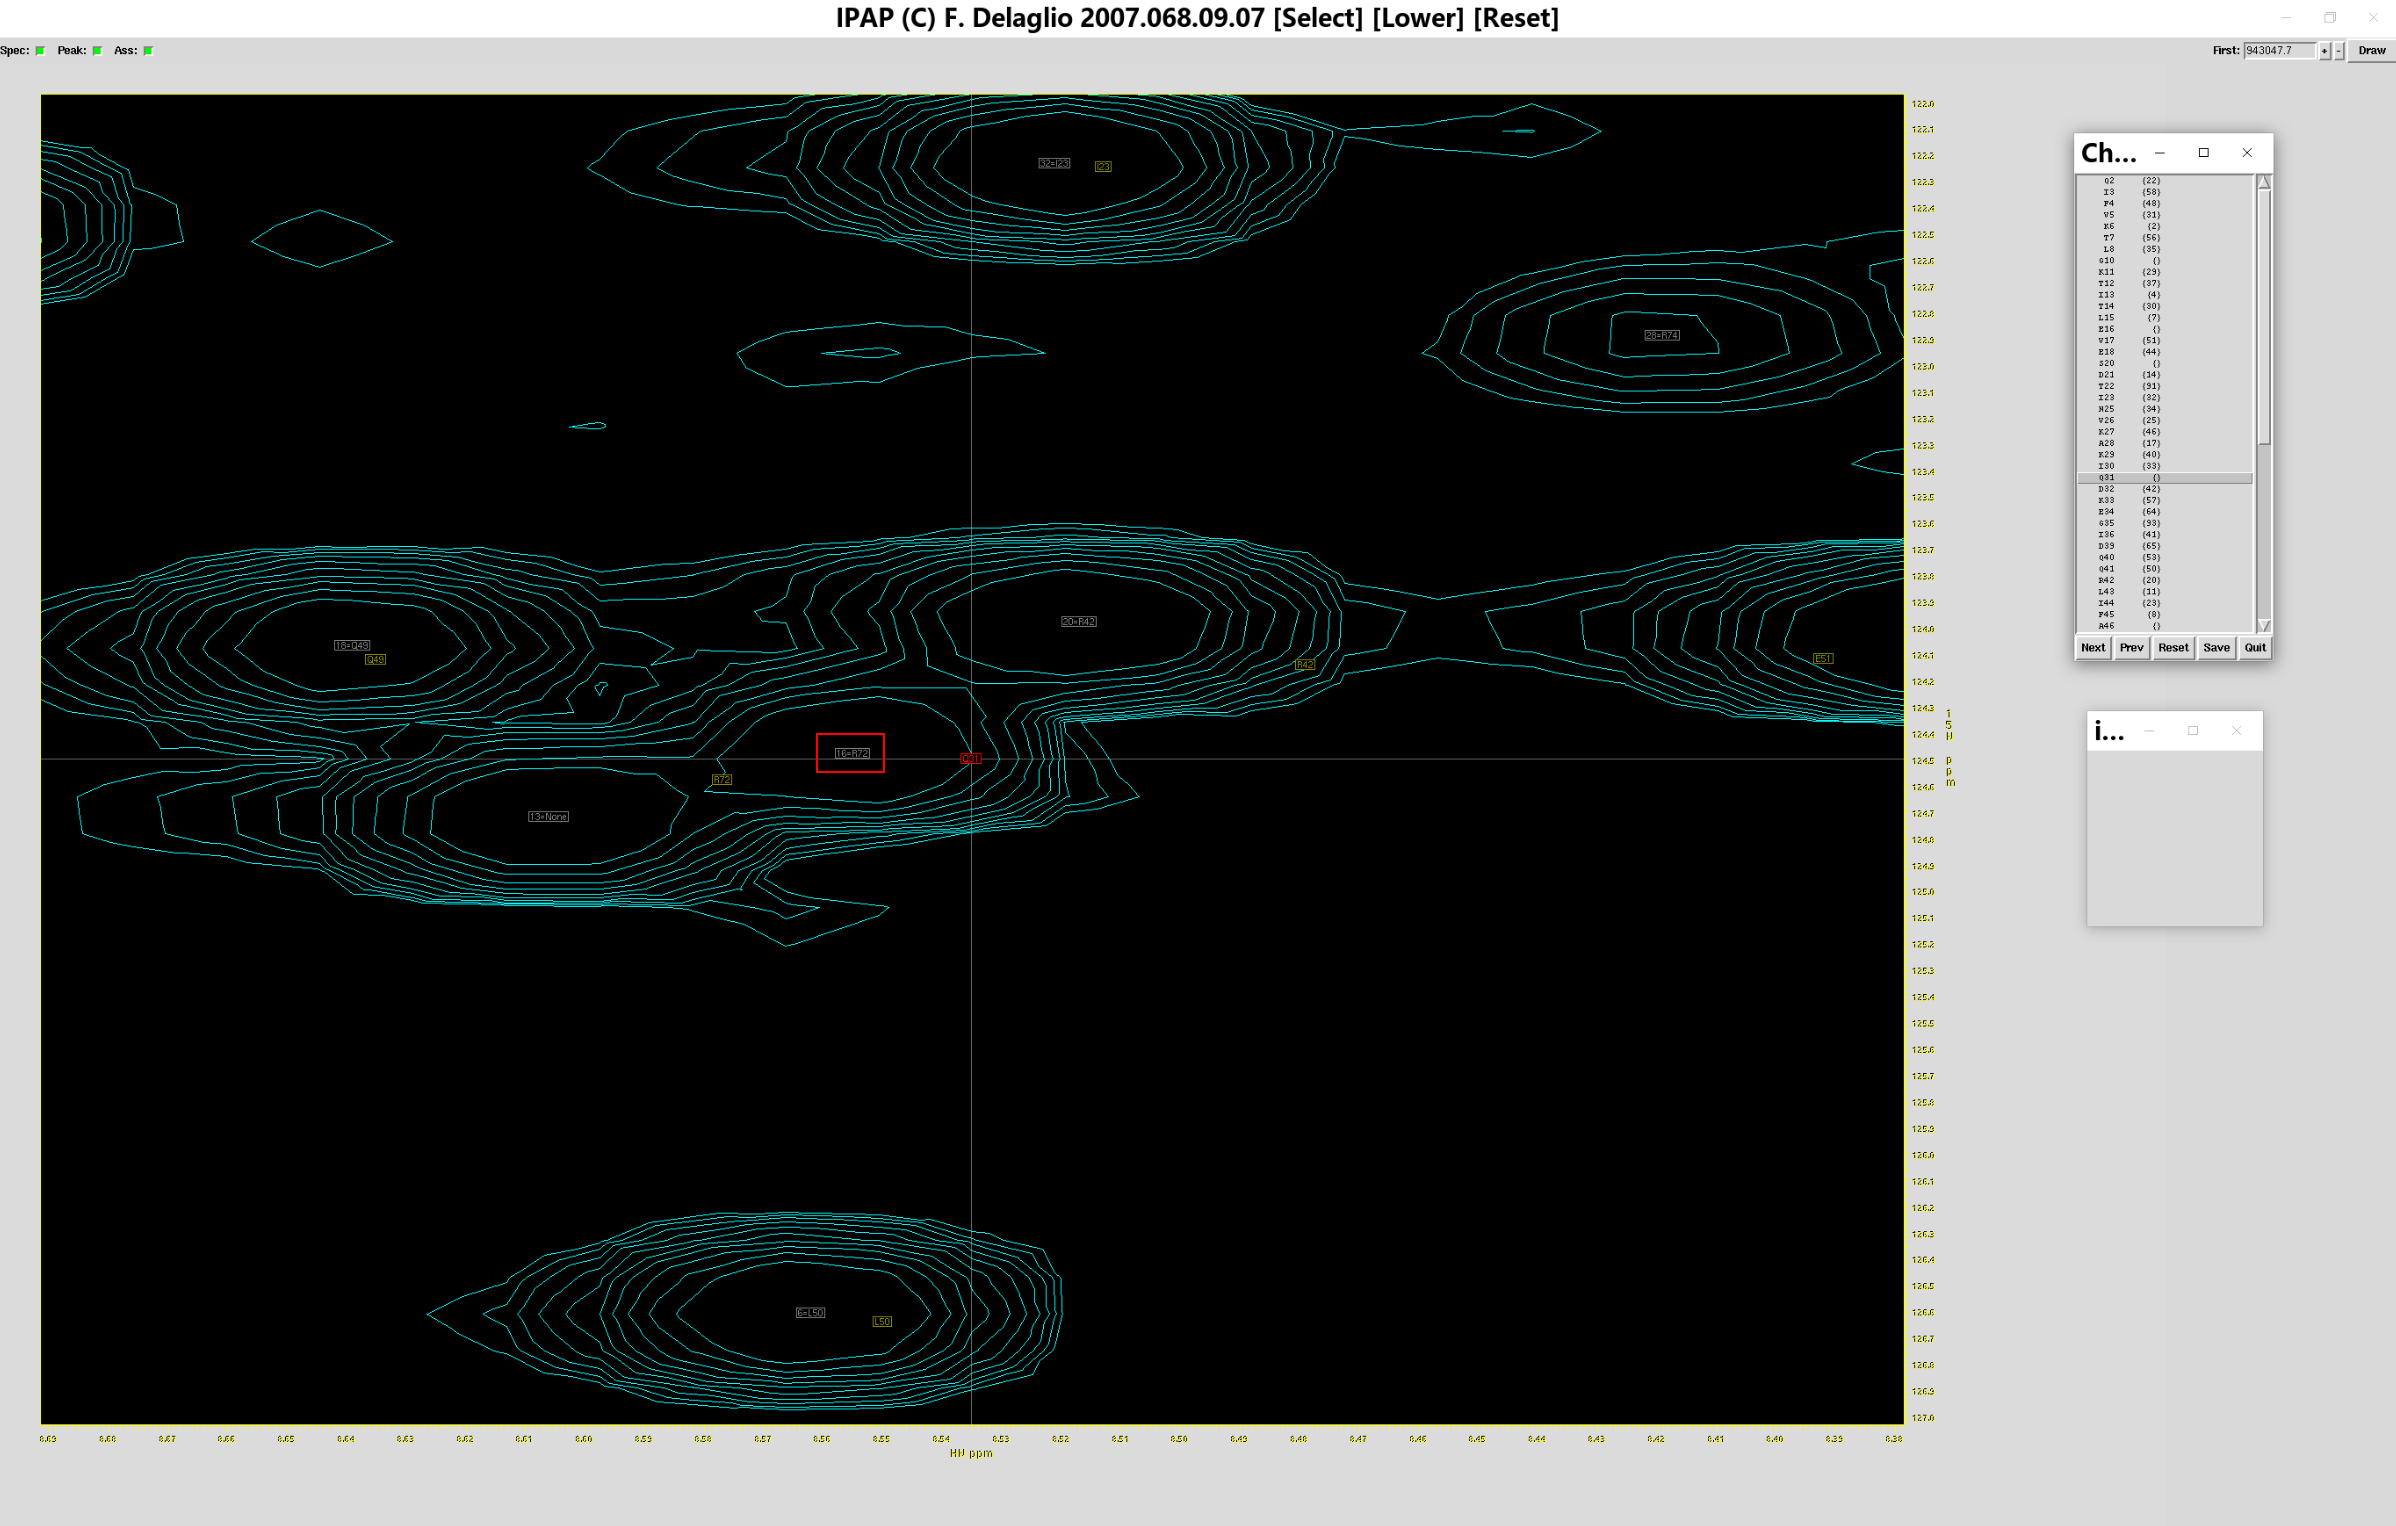 IPAP (C) F. Delaglio 2007.068.09.07 [Select] [Lower] [Reset]
Spec: Peak: Ass: First: 943047.7 + - Draw
32=I23 I23
28=R74
18=Q49 Q49
20=R42 R42
E51
16=R72 Q31
R72
13=None
6=L50 L50
122.0
122.1
122.2
122.3
122.4
122.5
122.6
122.7
122.8
122.9
123.0
123.1
123.2
123.3
123.4
123.5
123.6
123.7
123.8
123.9
124.0
124.1
124.2
124.3
124.4
124.5
124.6
124.7
124.8
124.9
125.0
125.1
125.2
125.3
125.4
125.5
125.6
125.7
125.8
125.9
126.0
126.1
126.2
126.3
126.4
126.5
126.6
126.7
126.8
126.9
127.0
15N ppm
8.69 8.68 8.67 8.66 8.65 8.64 8.63 8.62 8.61 8.60 8.59 8.58 8.57 8.56 8.55 8.54 8.53 8.52 8.51 8.50 8.49 8.48 8.47 8.46 8.45 8.44 8.43 8.42 8.41 8.40 8.39 8.38
HN ppm
Ch...
Q2 {22}
I3 {58}
F4 {48}
V5 {31}
K6 {2}
T7 {56}
L8 {35}
G10 {}
K11 {29}
T12 {37}
I13 {4}
T14 {30}
L15 {7}
E16 {}
V17 {51}
E18 {44}
S20 {}
D21 {14}
T22 {91}
I23 {32}
N25 {34}
V26 {25}
K27 {46}
A28 {17}
K29 {40}
I30 {33}
Q31 {}
D32 {42}
K33 {57}
E34 {64}
G35 {93}
I36 {41}
D39 {65}
Q40 {53}
Q41 {50}
R42 {20}
L43 {11}
I44 {23}
F45 {8}
A46 {}
Next Prev Reset Save Quit
i...